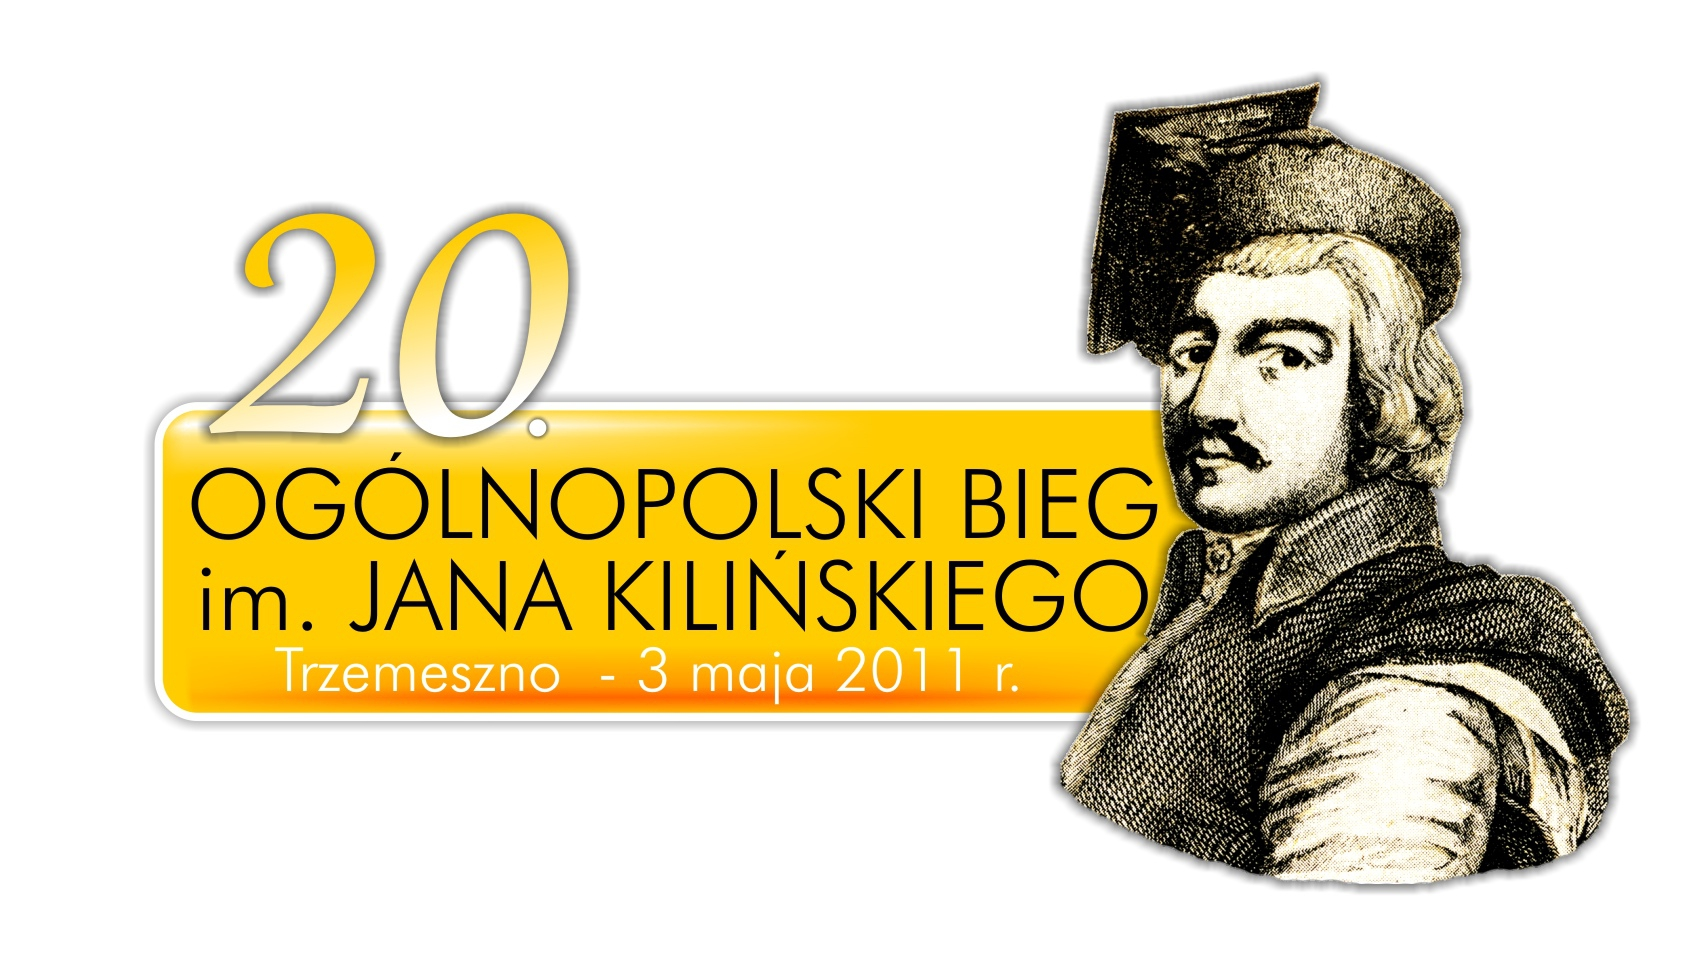 20.
OGÓLNOPOLSKI BIEG
im. JANA KILIŃSKIEGO
Trzemeszno - 3 maja 2011 r.